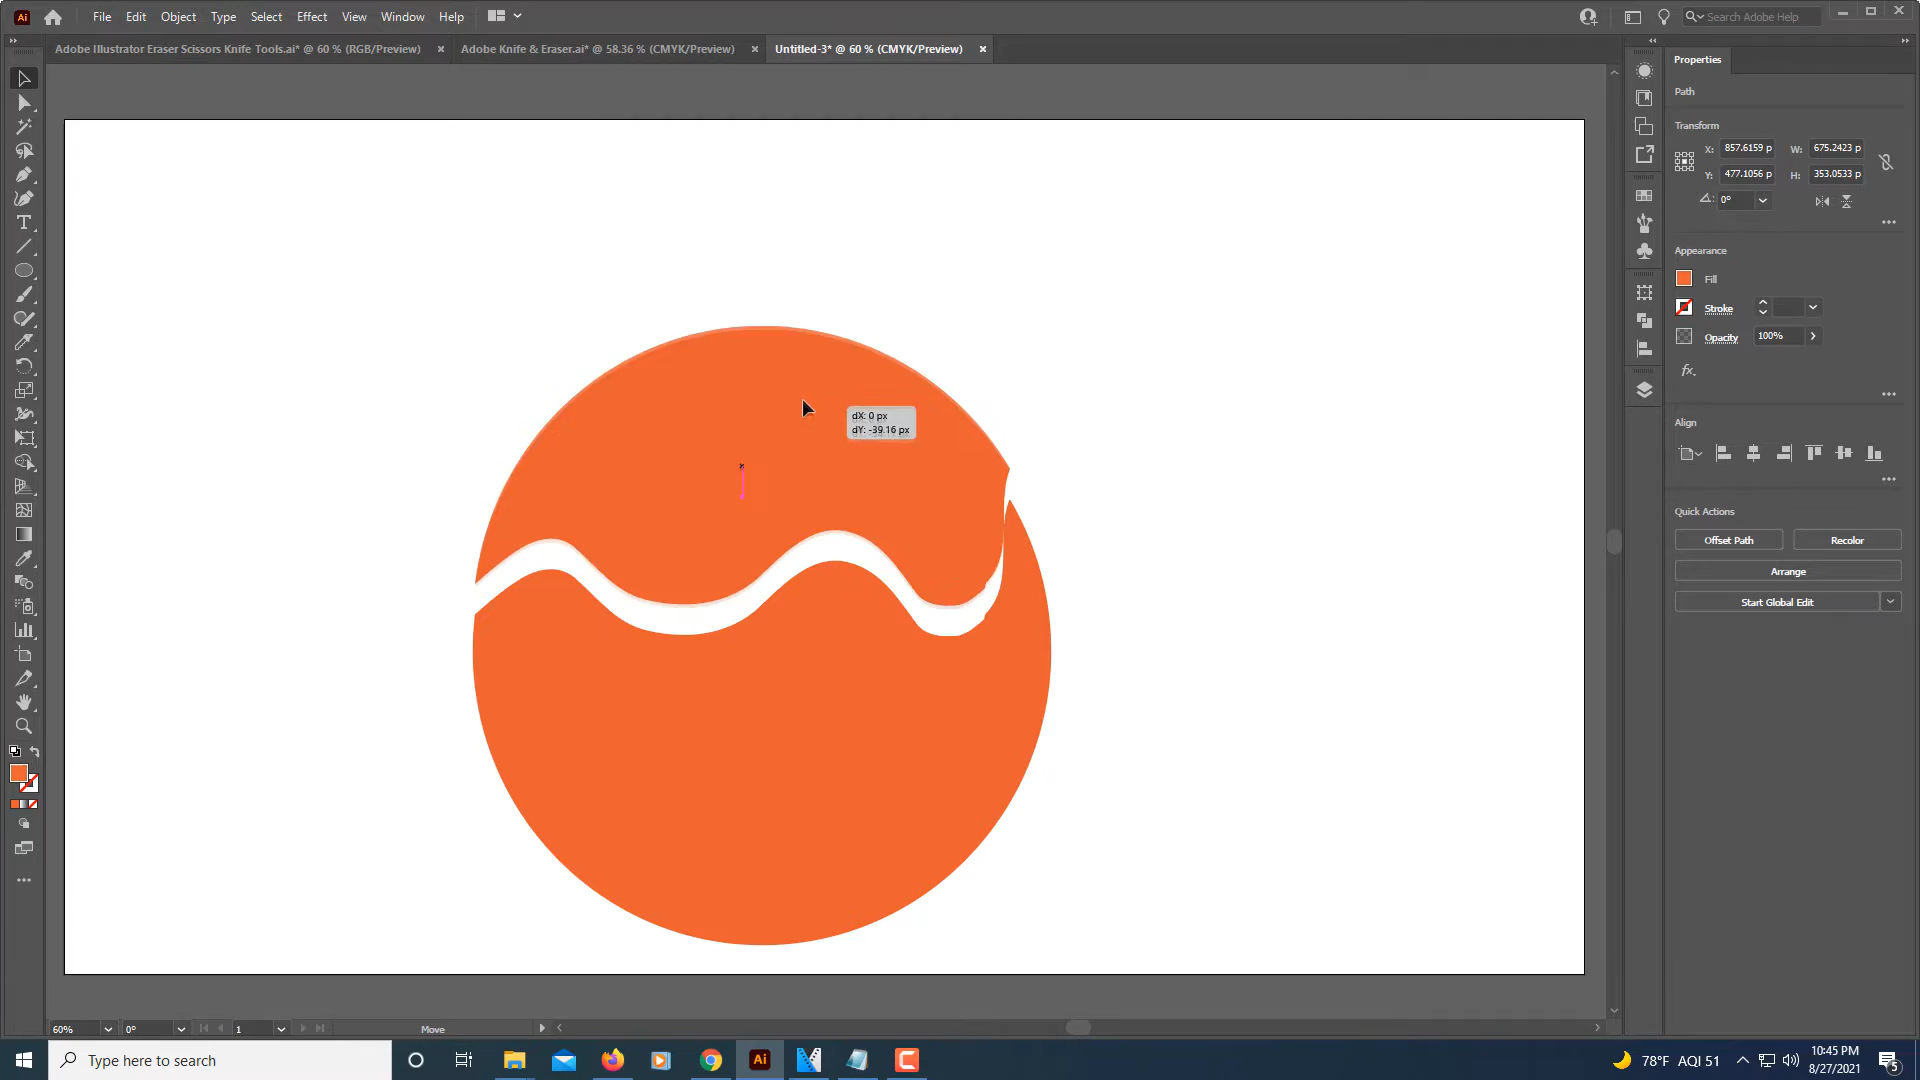 Ai File Edit Object Type Select Effect View Window Help Search Adobe Help
Adobe Illustrator Eraser Scissors Knife Tools.ai* @ 60 % (RGB/Preview) × Adobe Knife & Eraser.ai* @ 58.36 % (CMYK/Preview) × Untitled-3* @ 60 % (CMYK/Preview) ×
Properties
Path
Transform
X: 857.6159 p W: 675.2423 p
Y: 477.1056 p H: 353.0533 p
0°
Appearance
Fill
Stroke
Opacity 100%
fx.
Align
Quick Actions
Offset Path Recolor
Arrange
Start Global Edit
dX: 0 px
dY: -39.16 px
60% 0° 1 Move
Type here to search
Ai
78°F AQI 51
10:45 PM
8/27/2021
5